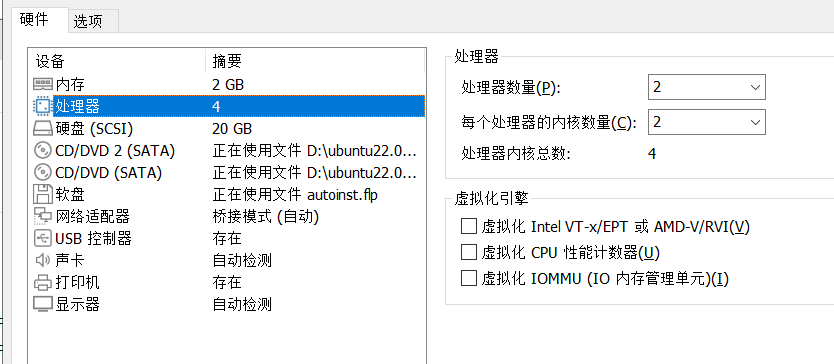 硬件 选项
设备 摘要
内存 2 GB
处理器 4
硬盘 (SCSI) 20 GB
CD/DVD 2 (SATA) 正在使用文件 D:\ubuntu22.0...
CD/DVD (SATA) 正在使用文件 D:\ubuntu22.0...
软盘 正在使用文件 autoinst.flp
网络适配器 桥接模式 (自动)
USB 控制器 存在
声卡 自动检测
打印机 存在
显示器 自动检测
处理器
处理器数量(P): 2
每个处理器的内核数量(C): 2
处理器内核总数: 4
虚拟化引擎
虚拟化 Intel VT-x/EPT 或 AMD-V/RVI(V)
虚拟化 CPU 性能计数器(U)
虚拟化 IOMMU (IO 内存管理单元)(I)